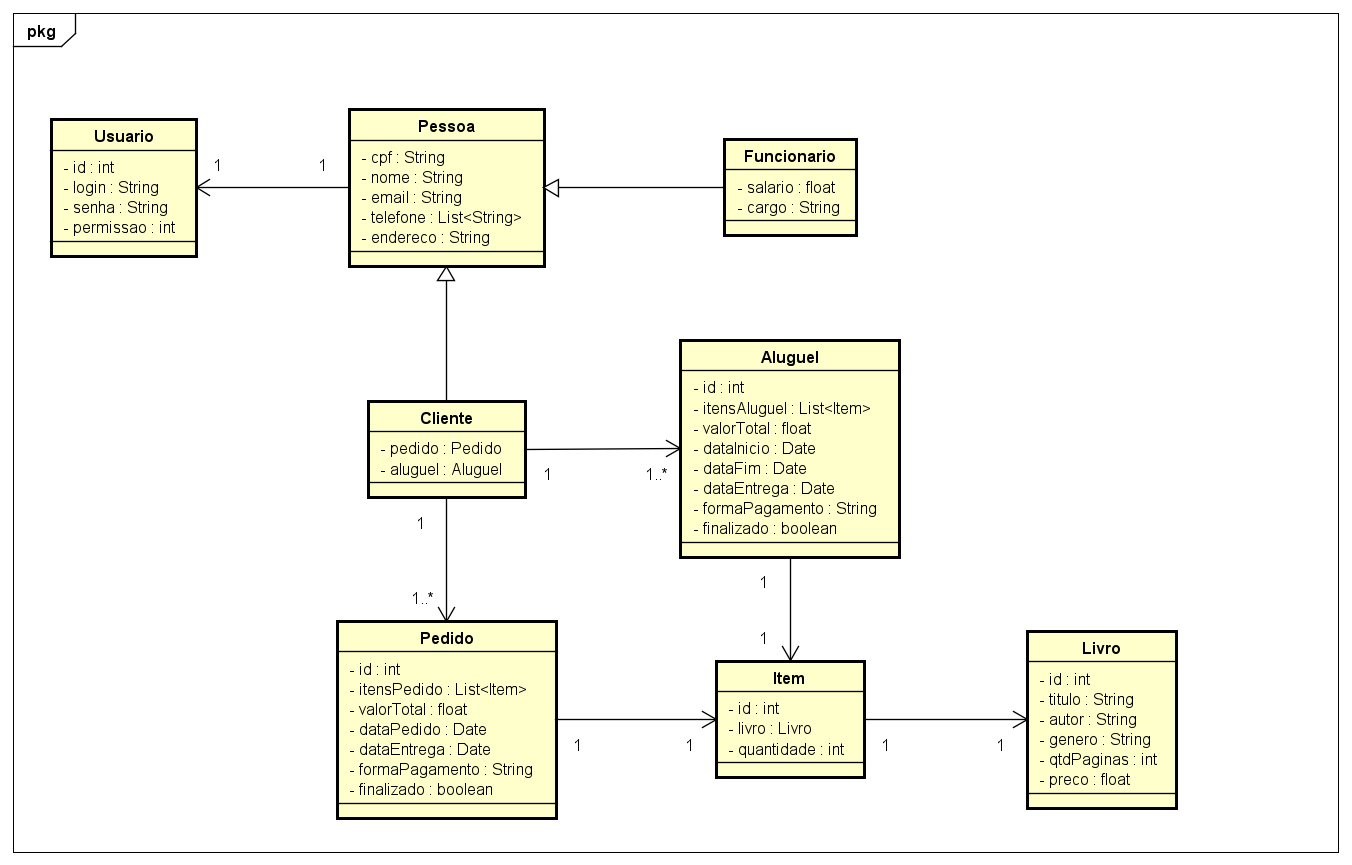 pkg
Usuario
- id : int
- login : String
- senha : String
- permissao : int
1
1
Pessoa
- cpf : String
- nome : String
- email : String
- telefone : List<String>
- endereco : String
Funcionario
- salario : float
- cargo : String
Cliente
- pedido : Pedido
- aluguel : Aluguel
1
1..*
Aluguel
- id : int
- itensAluguel : List<Item>
- valorTotal : float
- dataInicio : Date
- dataFim : Date
- dataEntrega : Date
- formaPagamento : String
- finalizado : boolean
1
1..*
1
1
Pedido
- id : int
- itensPedido : List<Item>
- valorTotal : float
- dataPedido : Date
- dataEntrega : Date
- formaPagamento : String
- finalizado : boolean
1
1
Item
- id : int
- livro : Livro
- quantidade : int
1
1
Livro
- id : int
- titulo : String
- autor : String
- genero : String
- qtdPaginas : int
- preco : float